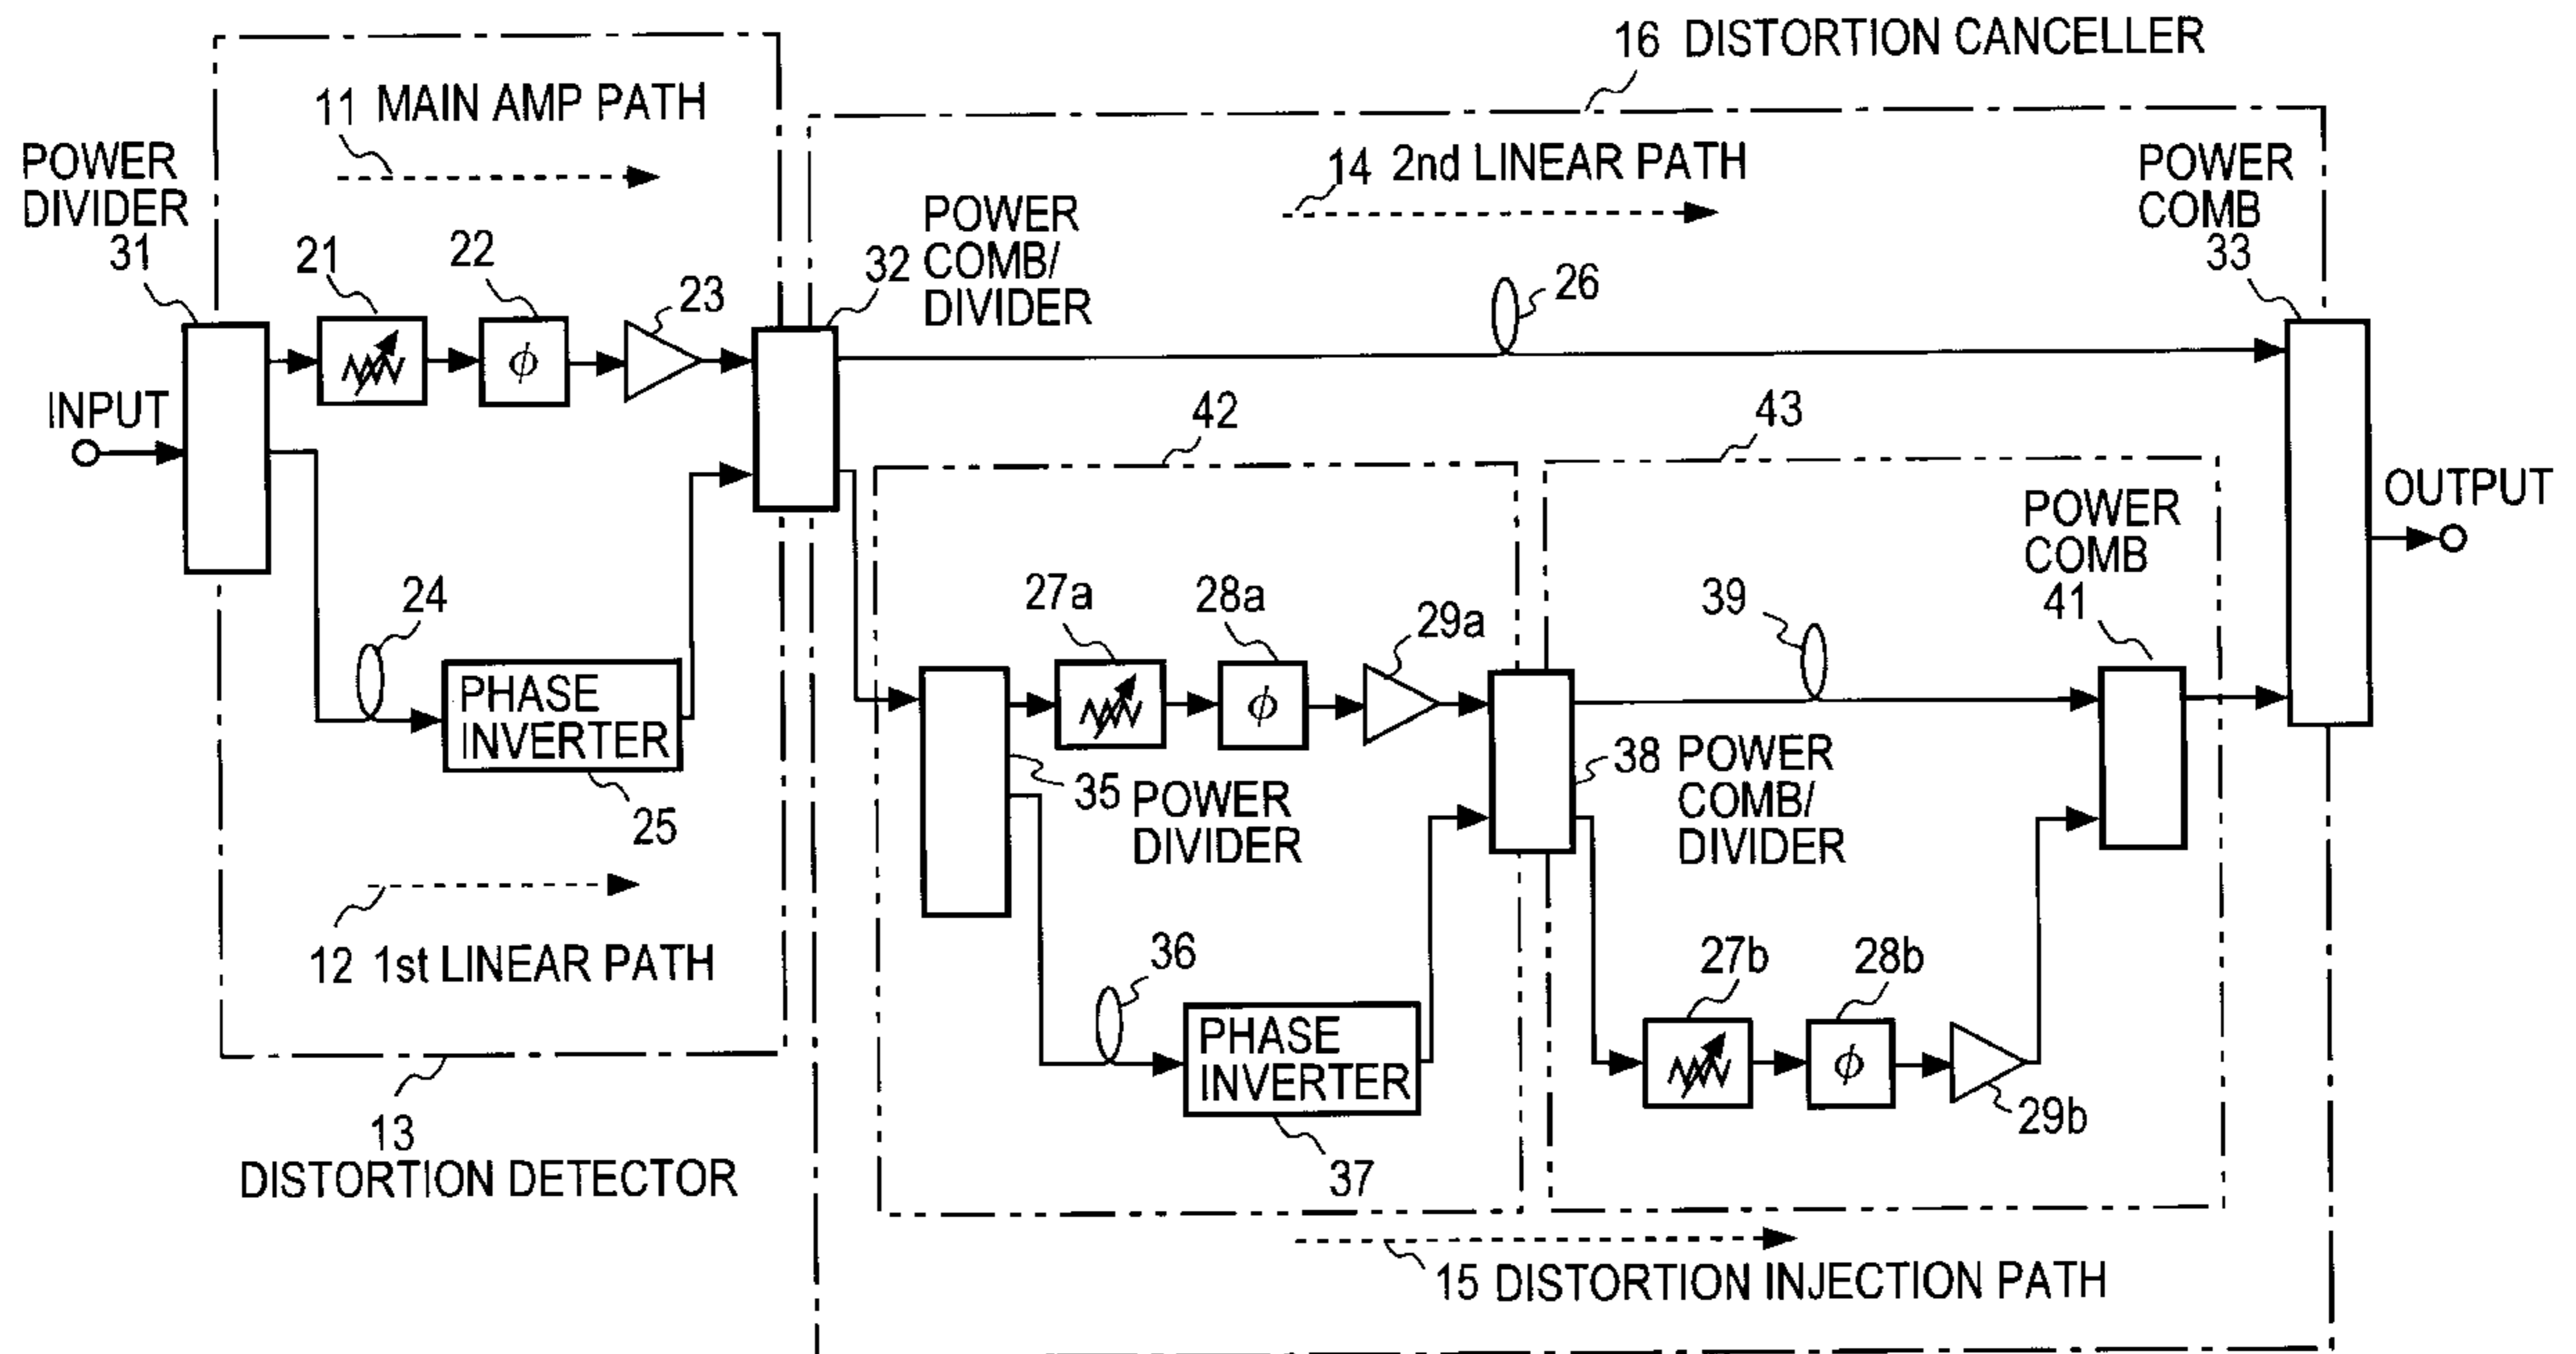 16 DISTORTION CANCELLER
11 MAIN AMP PATH
POWER
DIVIDER
31
14 2nd LINEAR PATH
POWER
COMB
33
POWER
COMB/
DIVIDER
32
21
22
23
26
ϕ
INPUT
42
43
OUTPUT
24
PHASE
INVERTER
25
12 1st LINEAR PATH
13
DISTORTION DETECTOR
27a
28a
29a
ϕ
35 POWER
DIVIDER
36
PHASE
INVERTER
37
39
POWER
COMB
41
38 POWER
COMB/
DIVIDER
27b
28b
ϕ
29b
15 DISTORTION INJECTION PATH